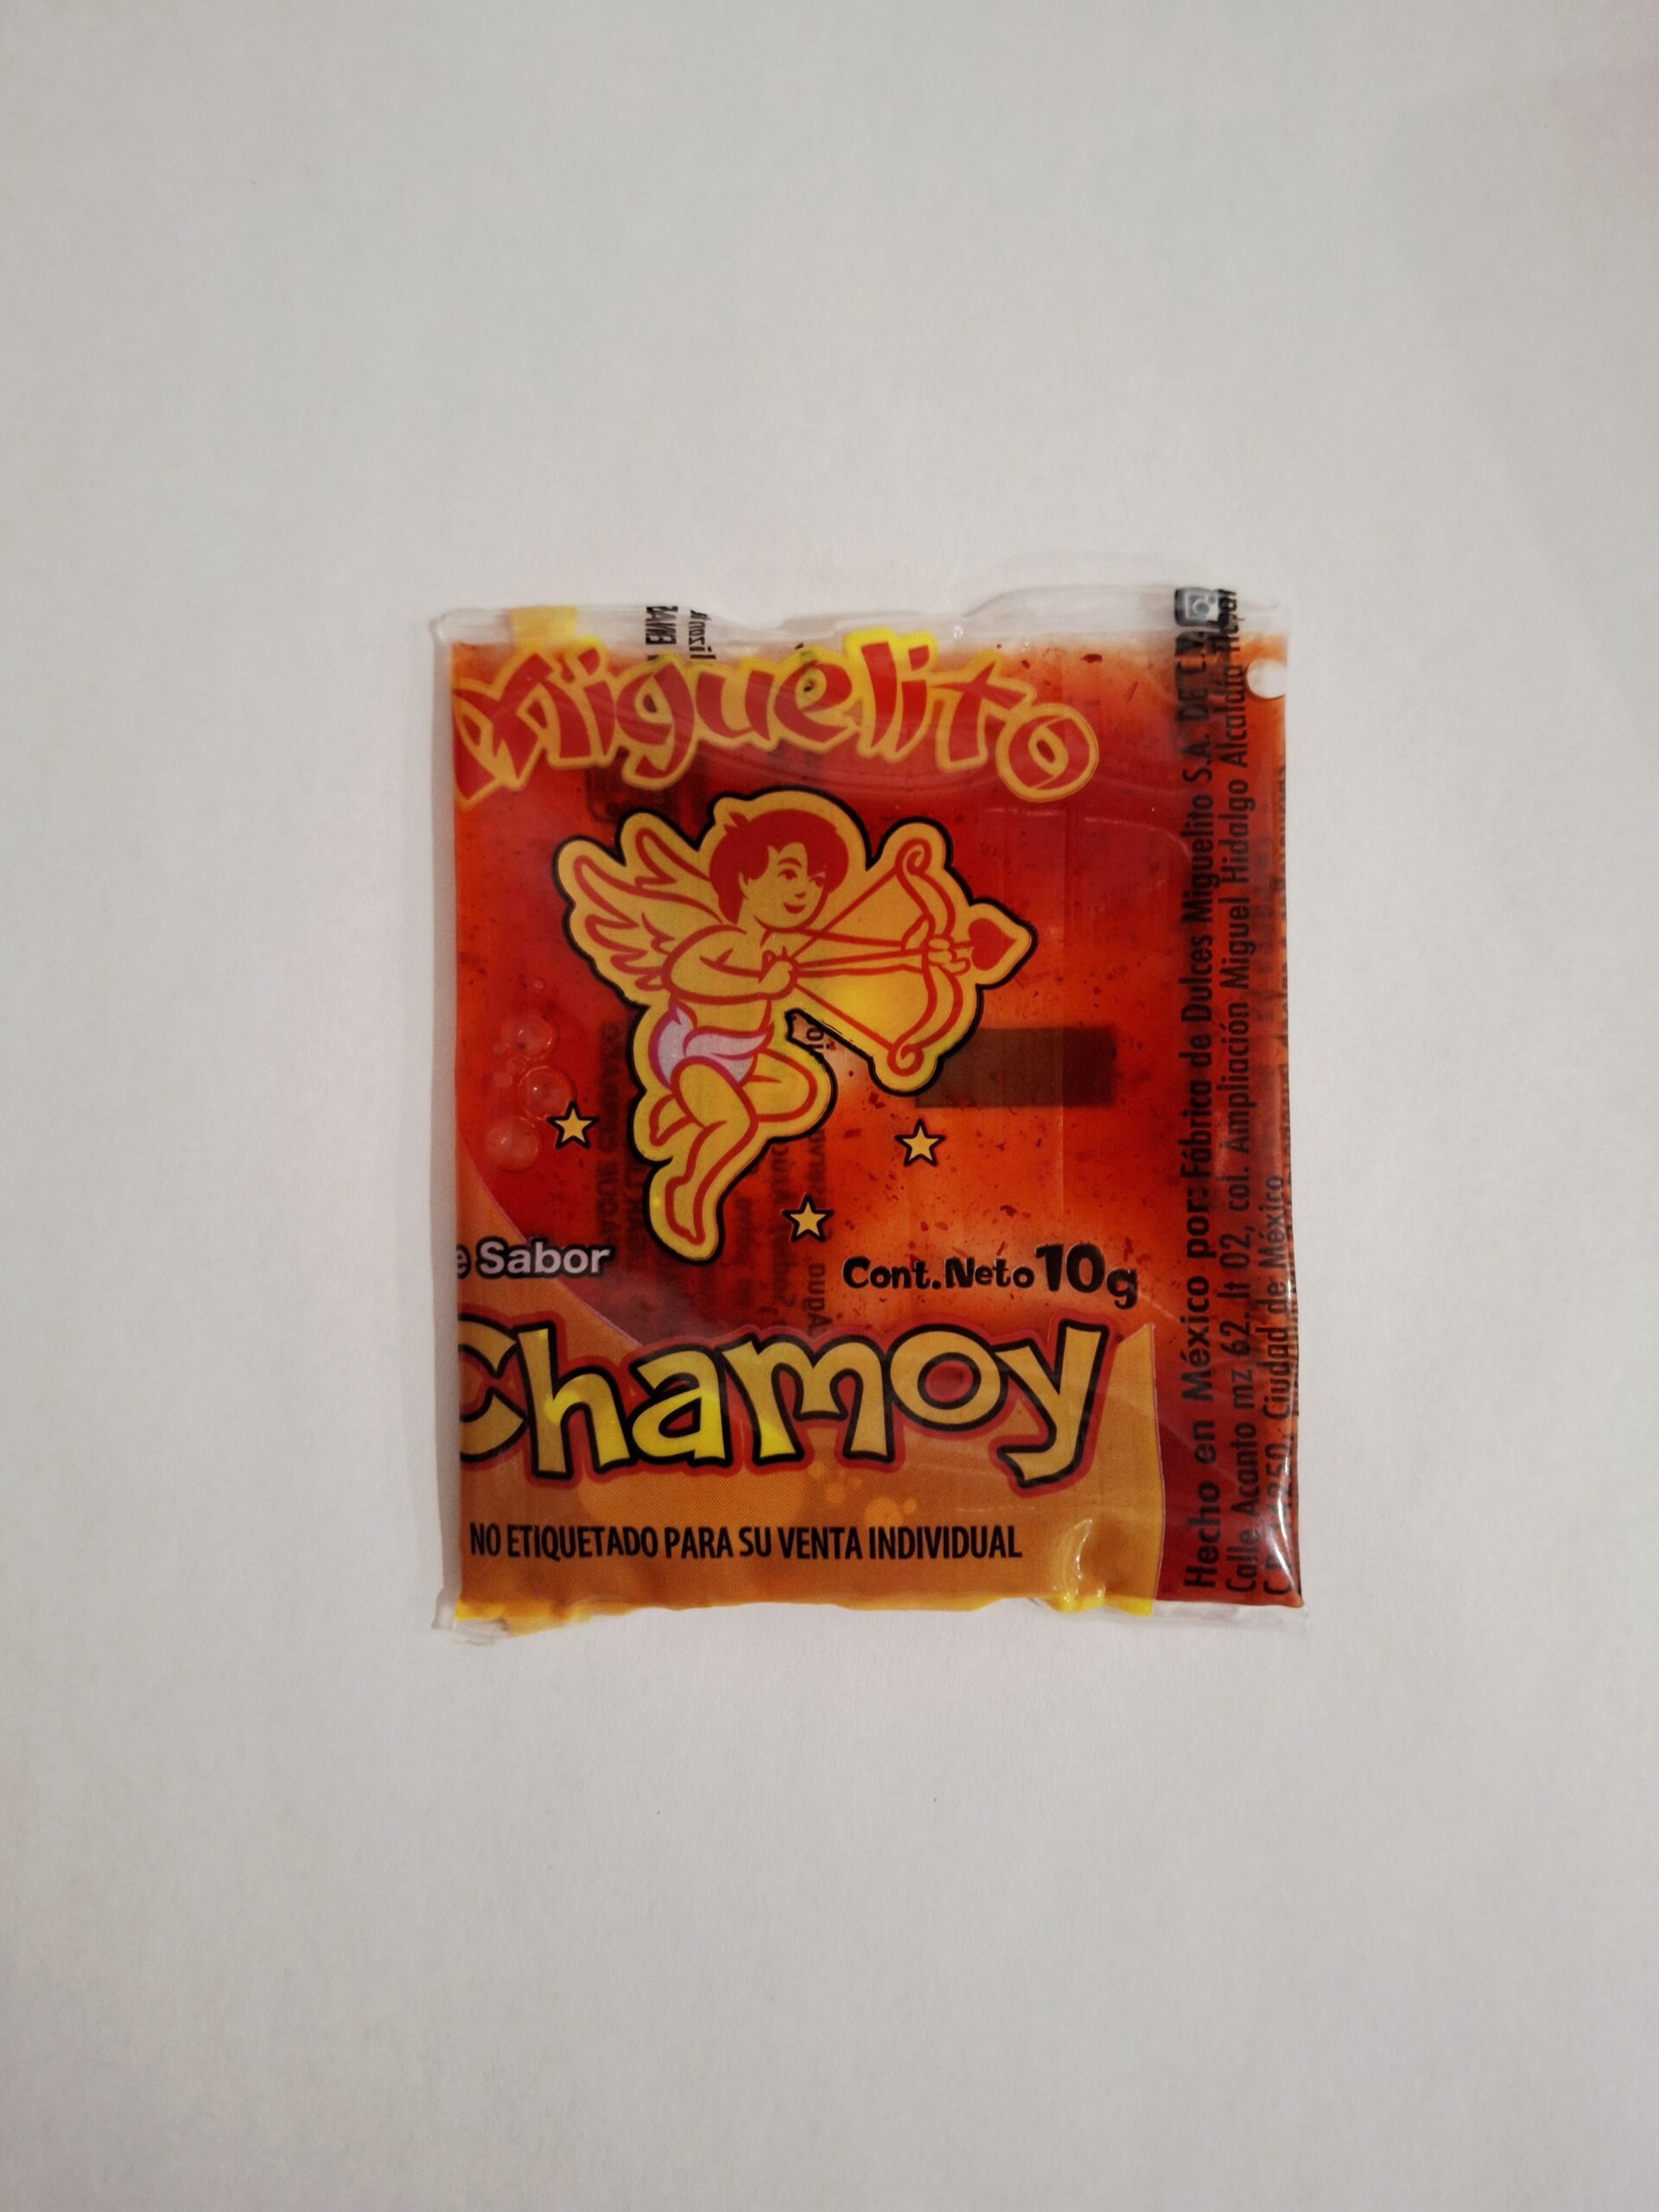 Miguelito
e Sabor
Cont.Neto 10g
Chamoy
NO ETIQUETADO PARA SU VENTA INDIVIDUAL
Hecho en México por: Fábrica de Dulces Miguelito S.A. DE C.V.
Calle Acanto mz 62, lt 02, col. Ampliación Miguel Hidalgo Alcaldía
Ciudad de México